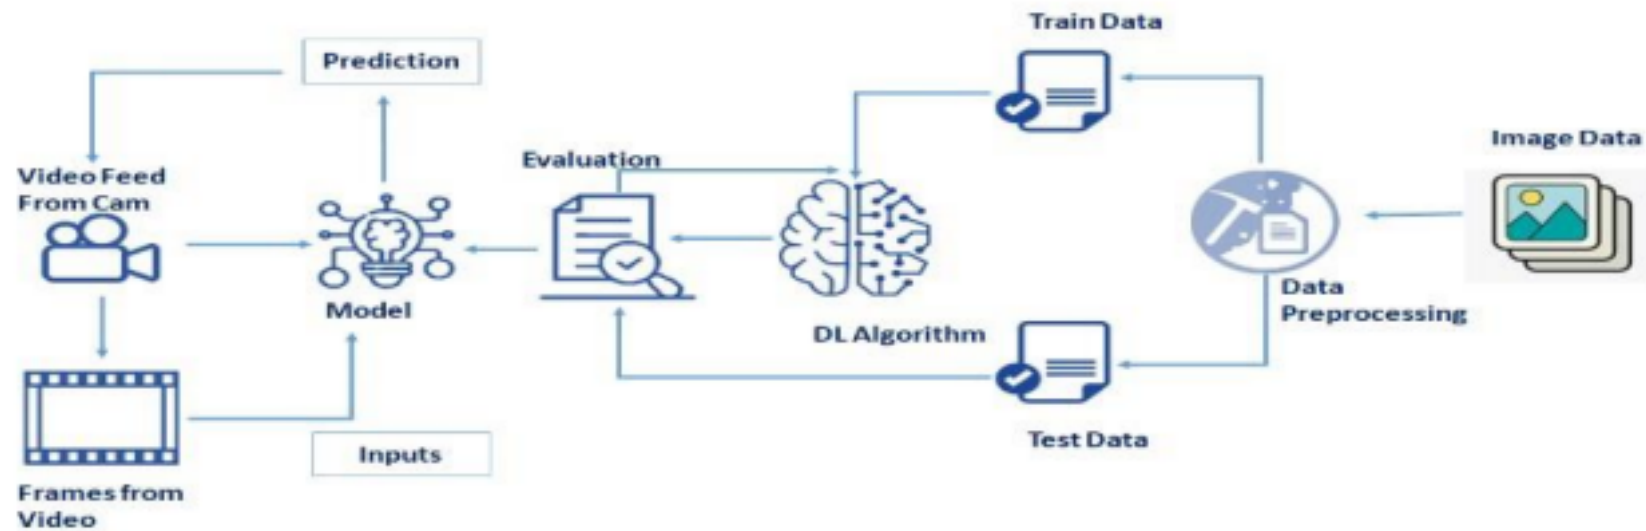 Train Data
Prediction
Image Data
Evaluation
Video Feed
From Cam
Model
Data
Preprocessing
DL Algorithm
Test Data
Inputs
Frames from
Video